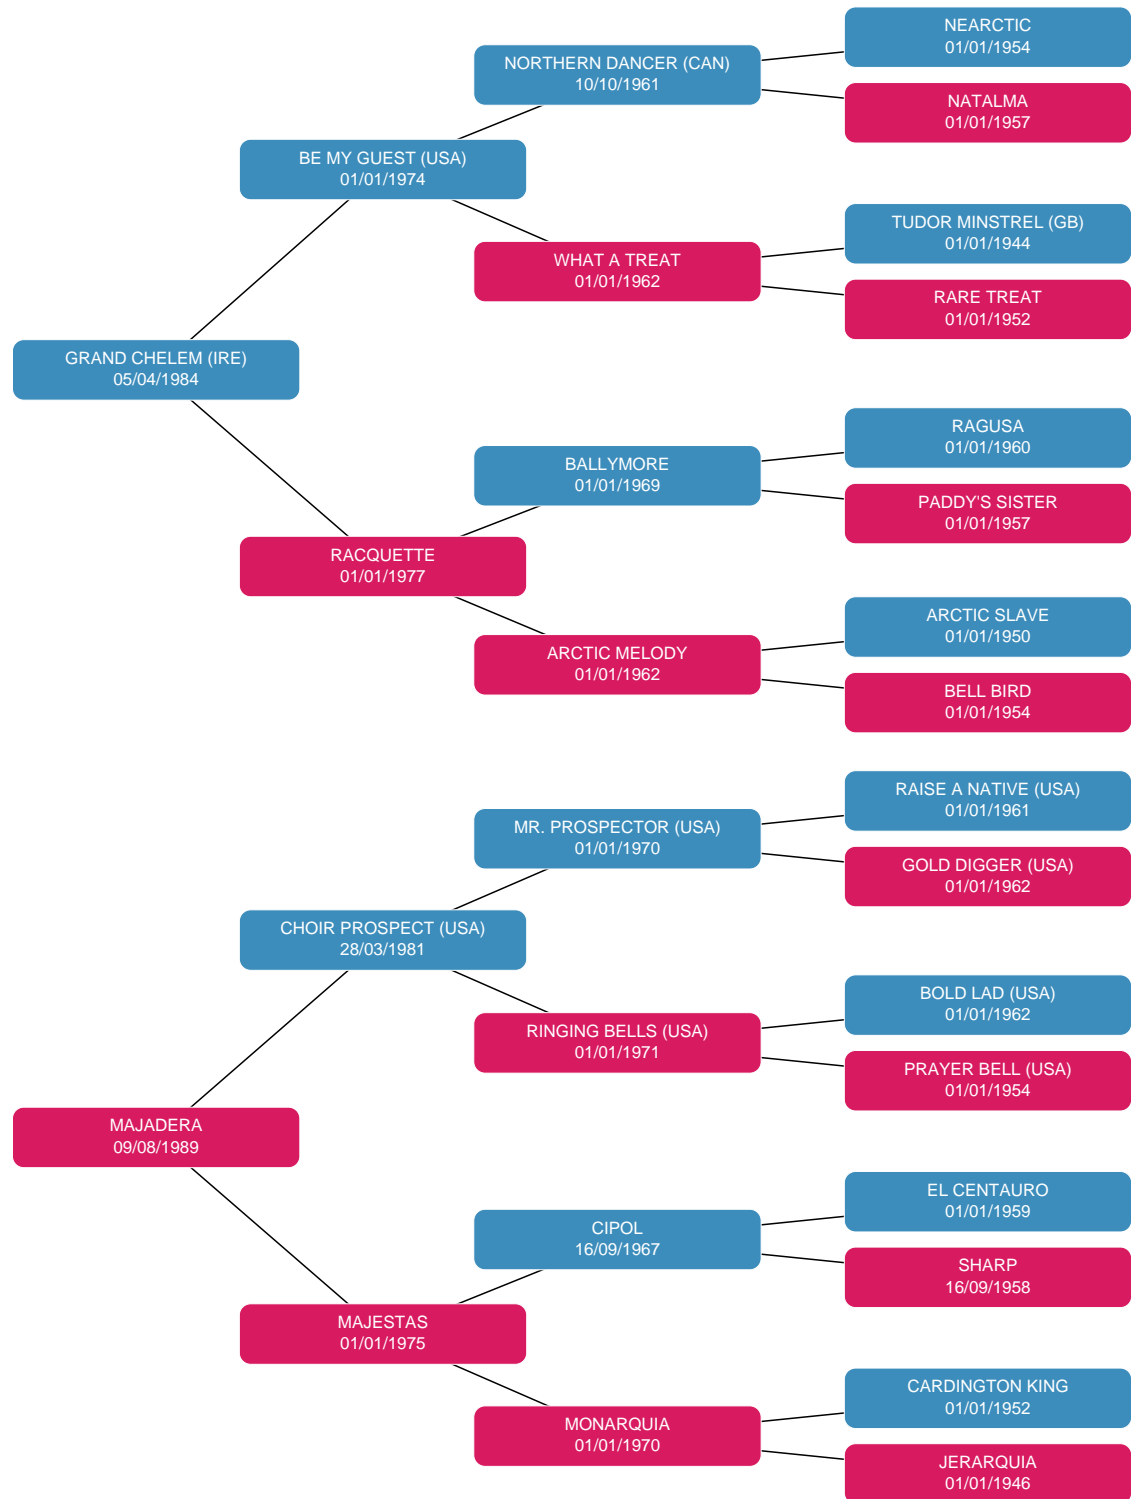 NEARCTIC
01/01/1954
NORTHERN DANCER (CAN)
10/10/1961
NATALMA
01/01/1957
BE MY GUEST (USA)
01/01/1974
TUDOR MINSTREL (GB)
01/01/1944
WHAT A TREAT
01/01/1962
RARE TREAT
01/01/1952
GRAND CHELEM (IRE)
05/04/1984
RAGUSA
01/01/1960
BALLYMORE
01/01/1969
PADDY'S SISTER
01/01/1957
RACQUETTE
01/01/1977
ARCTIC SLAVE
01/01/1950
ARCTIC MELODY
01/01/1962
BELL BIRD
01/01/1954
RAISE A NATIVE (USA)
01/01/1961
MR. PROSPECTOR (USA)
01/01/1970
GOLD DIGGER (USA)
01/01/1962
CHOIR PROSPECT (USA)
28/03/1981
BOLD LAD (USA)
01/01/1962
RINGING BELLS (USA)
01/01/1971
PRAYER BELL (USA)
01/01/1954
MAJADERA
09/08/1989
EL CENTAURO
01/01/1959
CIPOL
16/09/1967
SHARP
16/09/1958
MAJESTAS
01/01/1975
CARDINGTON KING
01/01/1952
MONARQUIA
01/01/1970
JERARQUIA
01/01/1946